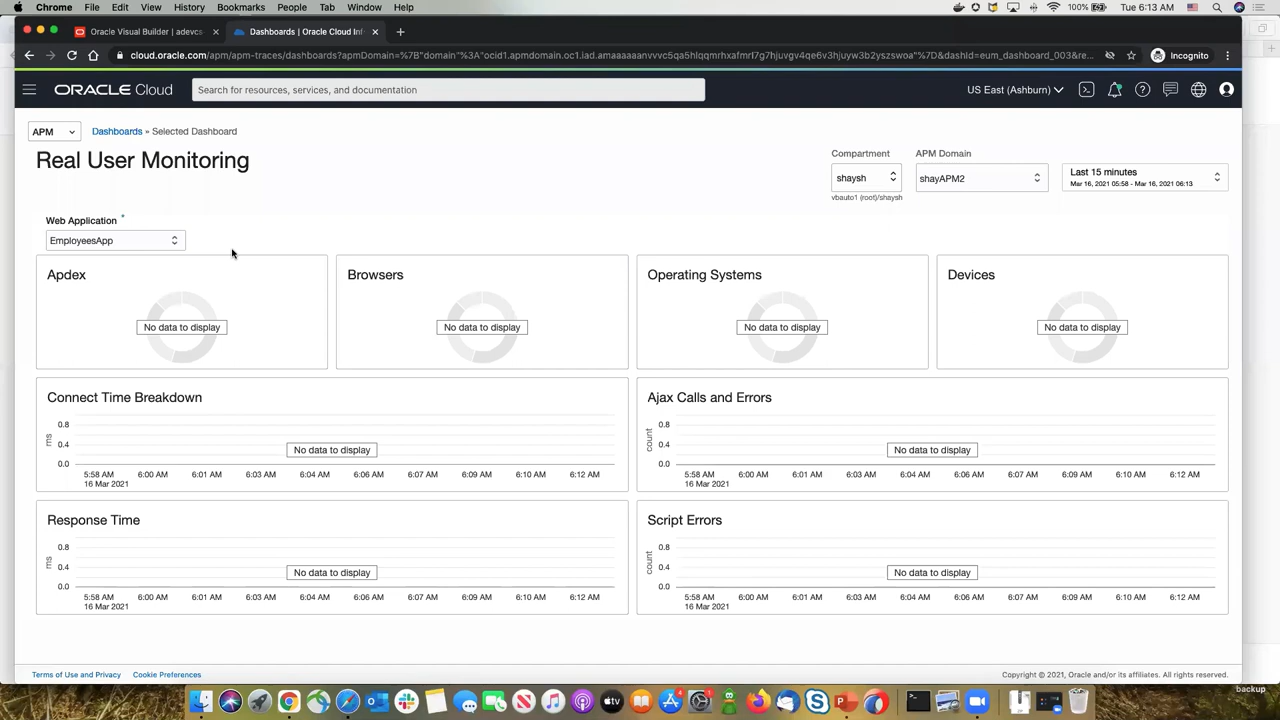 Chrome File Edit View History Bookmarks People Tab Window Help 100% Tue 6:13 AM
Oracle Visual Builder | adevcs Dashboards | Oracle Cloud Inf
cloud.oracle.com/apm/apm-traces/dashboards?apmDomain=%7B"domain"%3A"ocid1.apmdomain.oc1.iad.amaaaaaanvvvc5qa5hlqqmrhxafmrl7g7hjuvgv4qe6v3hjuyw3b2yszswoa"%7D&dashId=eum_dashboard_003&re... Incognito
ORACLE Cloud Search for resources, services, and documentation US East (Ashburn)
APM Dashboards » Selected Dashboard
Real User Monitoring
Compartment APM Domain
shaysh shayAPM2 Last 15 minutes
Mar 16, 2021 05:58 - Mar 16, 2021 06:13
vbauto1 (root)/shaysh
Web Application *
EmployeesApp
Apdex Browsers Operating Systems Devices
No data to display No data to display No data to display No data to display
Connect Time Breakdown
0.8
ms 0.4 No data to display
0.0
5:58 AM 6:00 AM 6:01 AM 6:03 AM 6:04 AM 6:06 AM 6:07 AM 6:09 AM 6:10 AM 6:12 AM
16 Mar 2021
Ajax Calls and Errors
0.8
count 0.4 No data to display
0.0
5:58 AM 6:00 AM 6:01 AM 6:03 AM 6:04 AM 6:06 AM 6:07 AM 6:09 AM 6:10 AM 6:12 AM
16 Mar 2021
Response Time
0.8
ms 0.4 No data to display
0.0
5:58 AM 6:00 AM 6:01 AM 6:03 AM 6:04 AM 6:06 AM 6:07 AM 6:09 AM 6:10 AM 6:12 AM
16 Mar 2021
Script Errors
0.8
count 0.4 No data to display
0.0
5:58 AM 6:00 AM 6:01 AM 6:03 AM 6:04 AM 6:06 AM 6:07 AM 6:09 AM 6:10 AM 6:12 AM
16 Mar 2021
Terms of Use and Privacy Cookie Preferences Copyright © 2021, Oracle and/or its affiliates. All rights reserved.
backup